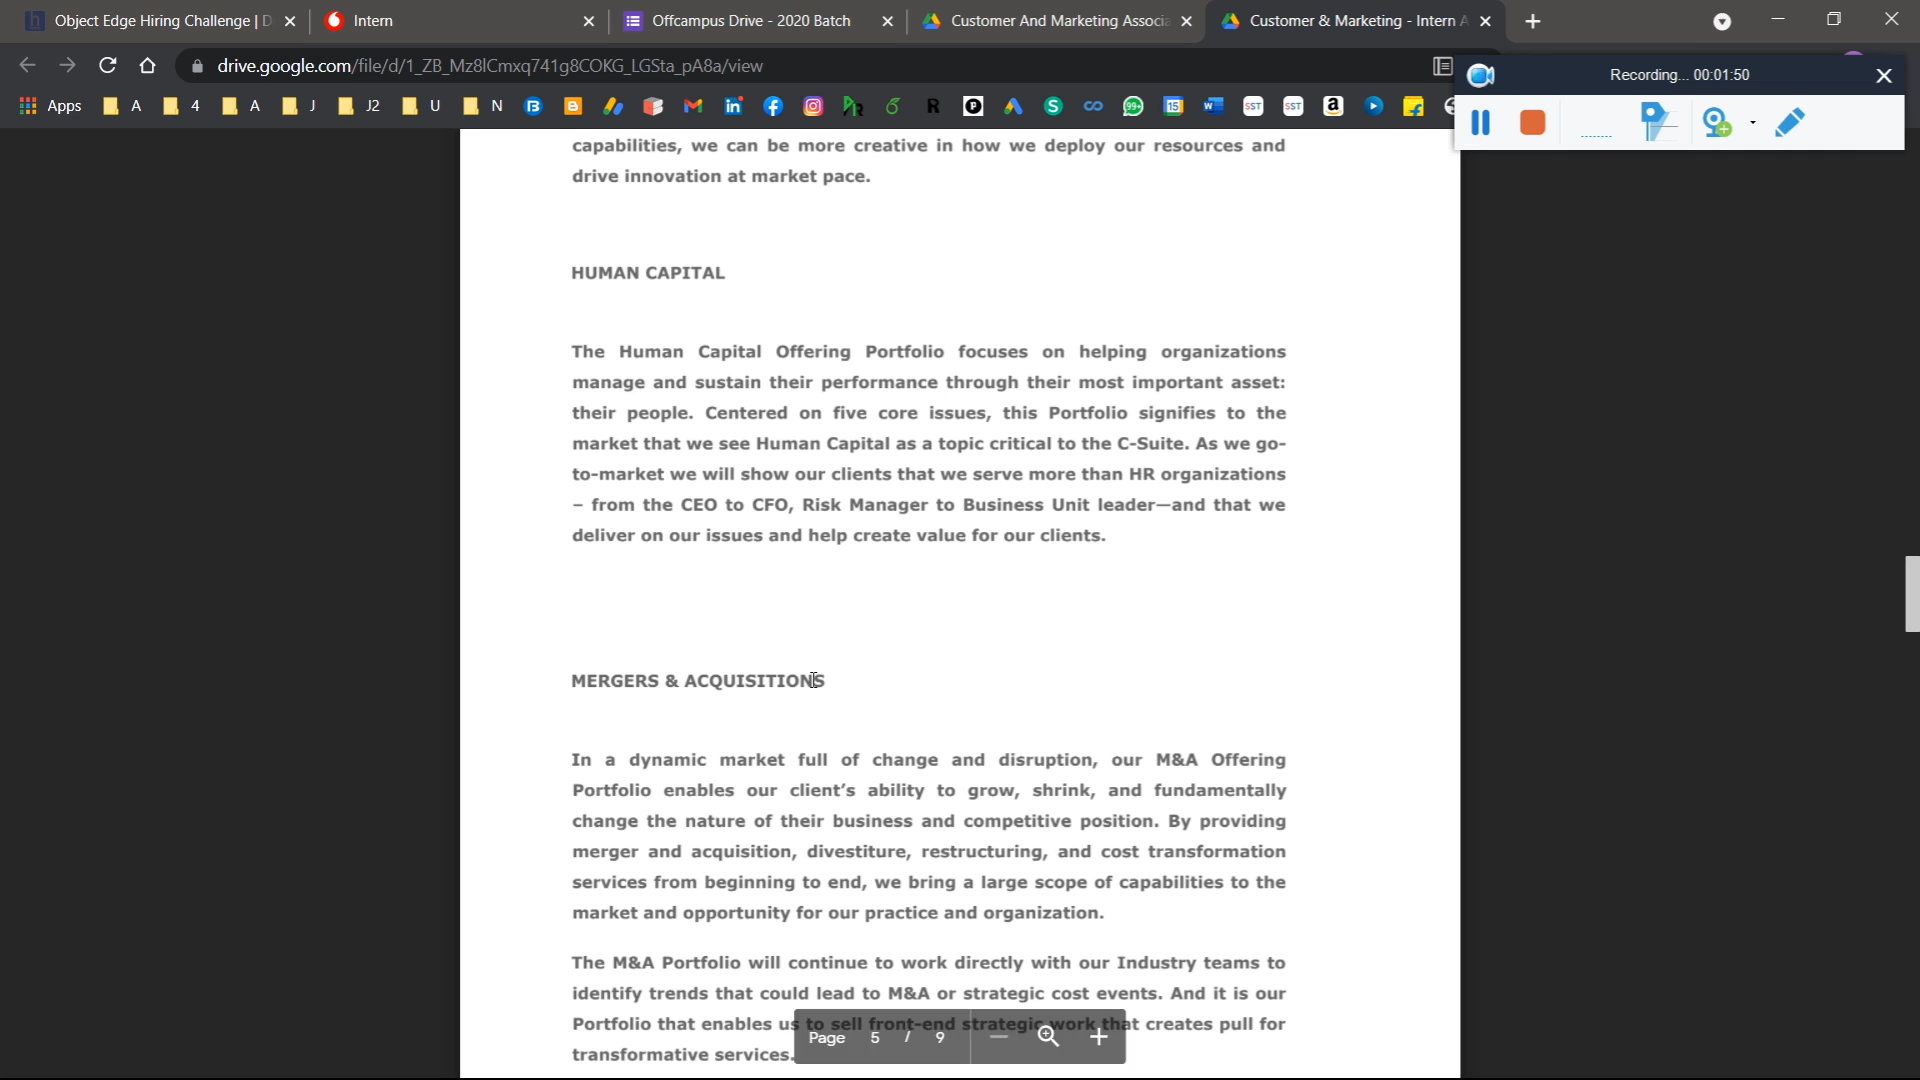 Object Edge Hiring Challenge | D
Intern
Offcampus Drive - 2020 Batch
Customer And Marketing Associa
Customer & Marketing - Intern A
drive.google.com/file/d/1_ZB_Mz8lCmxq741g8COKG_LGSta_pA8a/view
Recording... 00:01:50
Apps
A
4
A
J
J2
U
N
capabilities, we can be more creative in how we deploy our resources and
drive innovation at market pace.
HUMAN CAPITAL
The Human Capital Offering Portfolio focuses on helping organizations
manage and sustain their performance through their most important asset:
their people. Centered on five core issues, this Portfolio signifies to the
market that we see Human Capital as a topic critical to the C-Suite. As we go-
to-market we will show our clients that we serve more than HR organizations
– from the CEO to CFO, Risk Manager to Business Unit leader—and that we
deliver on our issues and help create value for our clients.
MERGERS & ACQUISITIONS
In a dynamic market full of change and disruption, our M&A Offering
Portfolio enables our client's ability to grow, shrink, and fundamentally
change the nature of their business and competitive position. By providing
merger and acquisition, divestiture, restructuring, and cost transformation
services from beginning to end, we bring a large scope of capabilities to the
market and opportunity for our practice and organization.
The M&A Portfolio will continue to work directly with our Industry teams to
identify trends that could lead to M&A or strategic cost events. And it is our
Portfolio that enables us to sell front-end strategic work that creates pull for
transformative services.
Page 5 / 9